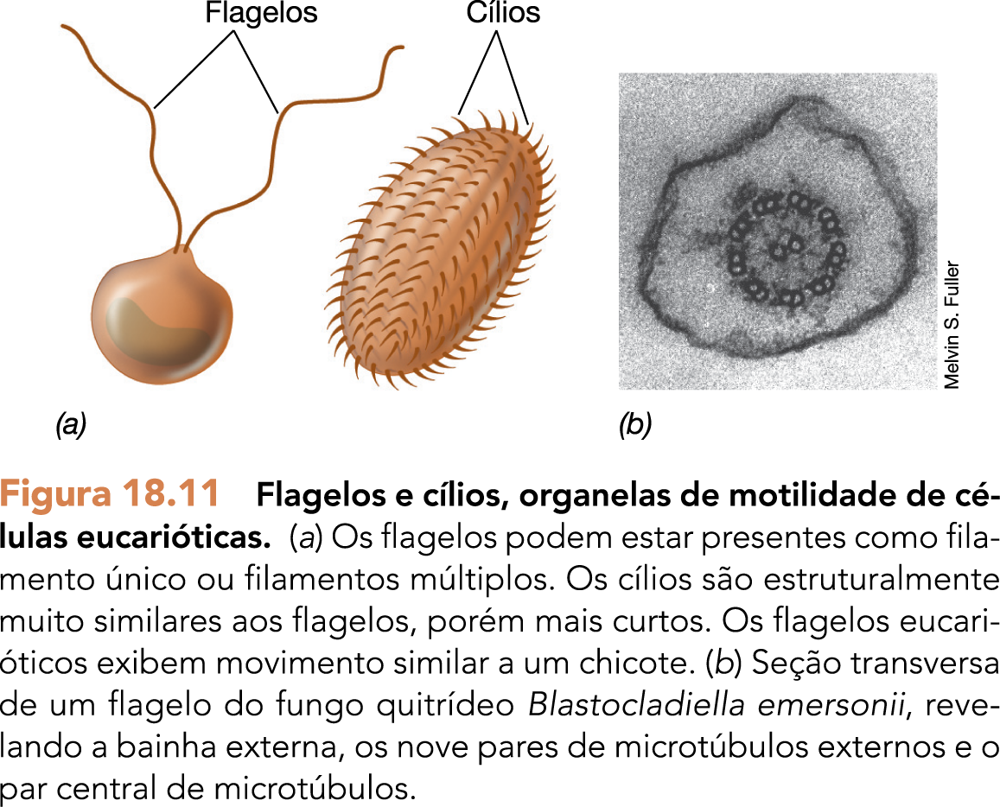 Flagelos
Cílios
Melvin S. Fuller
(a)
(b)
Figura 18.11 Flagelos e cílios, organelas de motilidade de cé-
lulas eucarióticas. (a) Os flagelos podem estar presentes como fila-
mento único ou filamentos múltiplos. Os cílios são estruturalmente
muito similares aos flagelos, porém mais curtos. Os flagelos eucari-
óticos exibem movimento similar a um chicote. (b) Seção transversa
de um flagelo do fungo quitrídeo Blastocladiella emersonii, reve-
lando a bainha externa, os nove pares de microtúbulos externos e o
par central de microtúbulos.